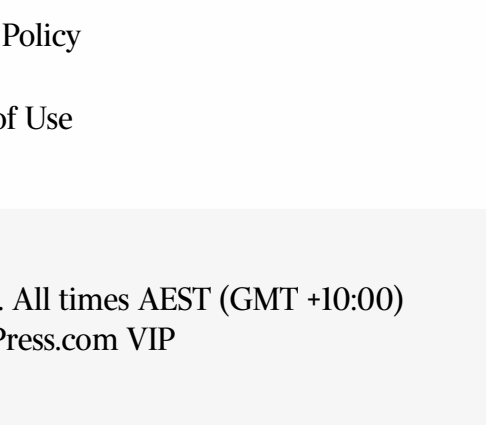 Policy
of Use
. All times AEST (GMT +10:00)
Press.com VIP